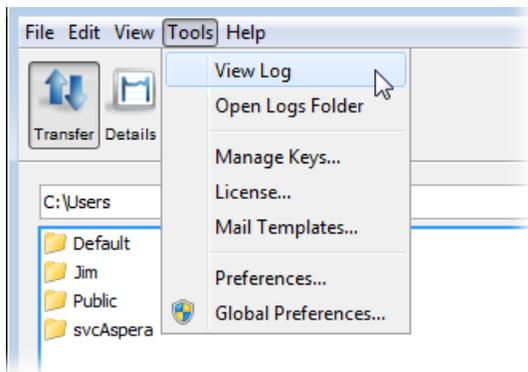 File Edit View Tools Help
View Log
Open Logs Folder
Manage Keys...
License...
Mail Templates...
Preferences...
Global Preferences...
Transfer Details
C:\Users
Default
Jim
Public
svcAspera